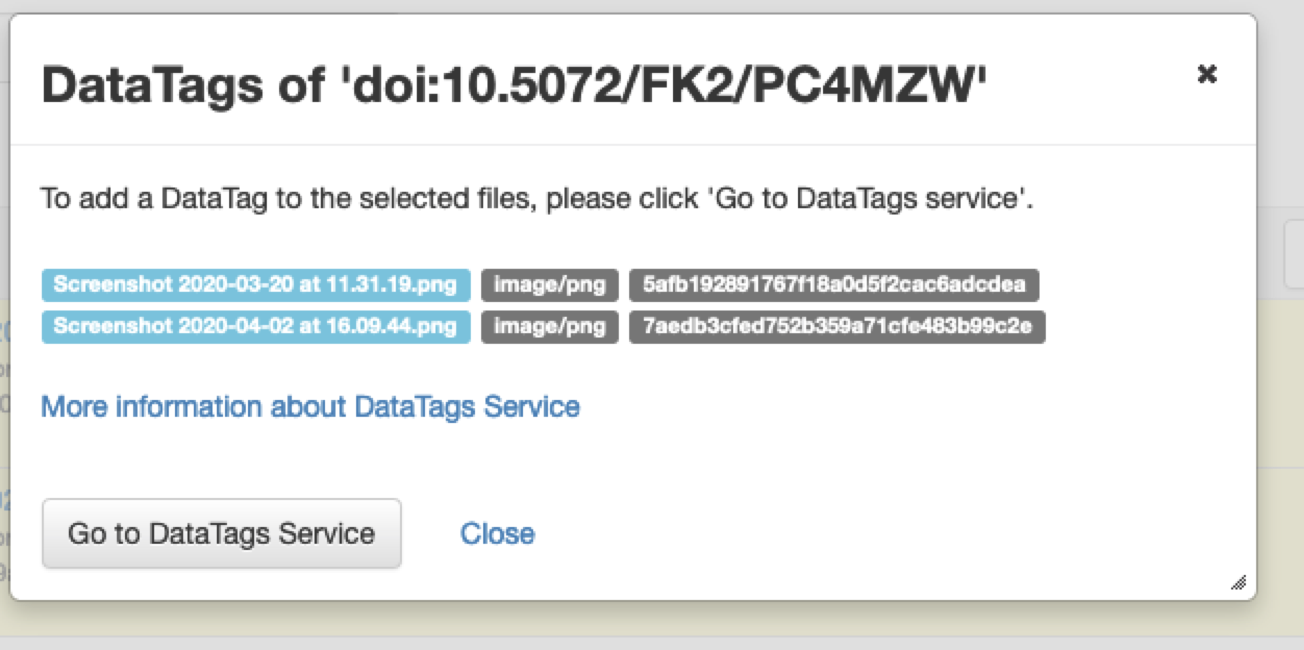 DataTags of 'doi:10.5072/FK2/PC4MZW'
To add a DataTag to the selected files, please click 'Go to DataTags service'.
Screenshot 2020-03-20 at 11.31.19.png image/png 5afb192891767f18a0d5f2cac6adcdea
Screenshot 2020-04-02 at 16.09.44.png image/png 7aedb3cfed752b359a71cfe483b99c2e
More information about DataTags Service
Go to DataTags Service Close